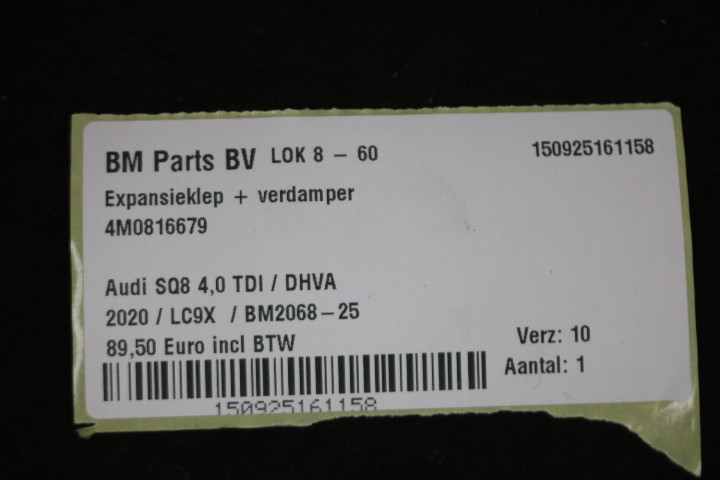 BM Parts BV LOK 8 - 60 150925161158
Expansieklep + verdamper
4M0816679
Audi SQ8 4,0 TDI / DHVA
2020 / LC9X / BM2068-25
89,50 Euro incl BTW
Verz: 10
Aantal: 1
150925161158